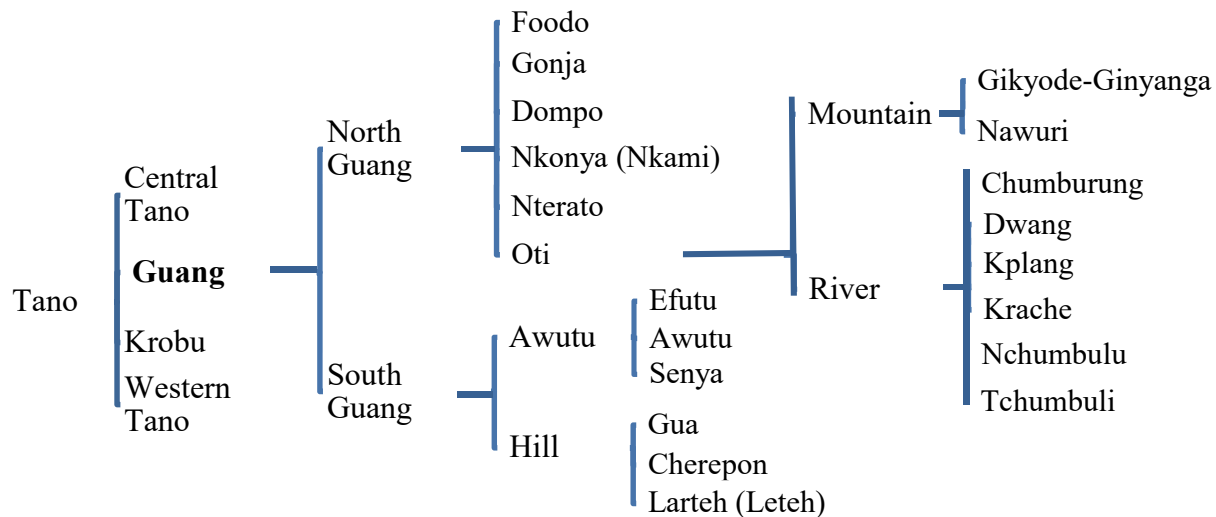 Tano
Central
Tano
Guang
Krobu
Western
Tano
North
Guang
South
Guang
Foodo
Gonja
Dompo
Nkonya (Nkami)
Nterato
Oti
Awutu
Hill
Efutu
Awutu
Senya
Gua
Cherepon
Larteh (Leteh)
Mountain
River
Gikyode-Ginyanga
Nawuri
Chumburung
Dwang
Kplang
Krache
Nchumbulu
Tchumbuli